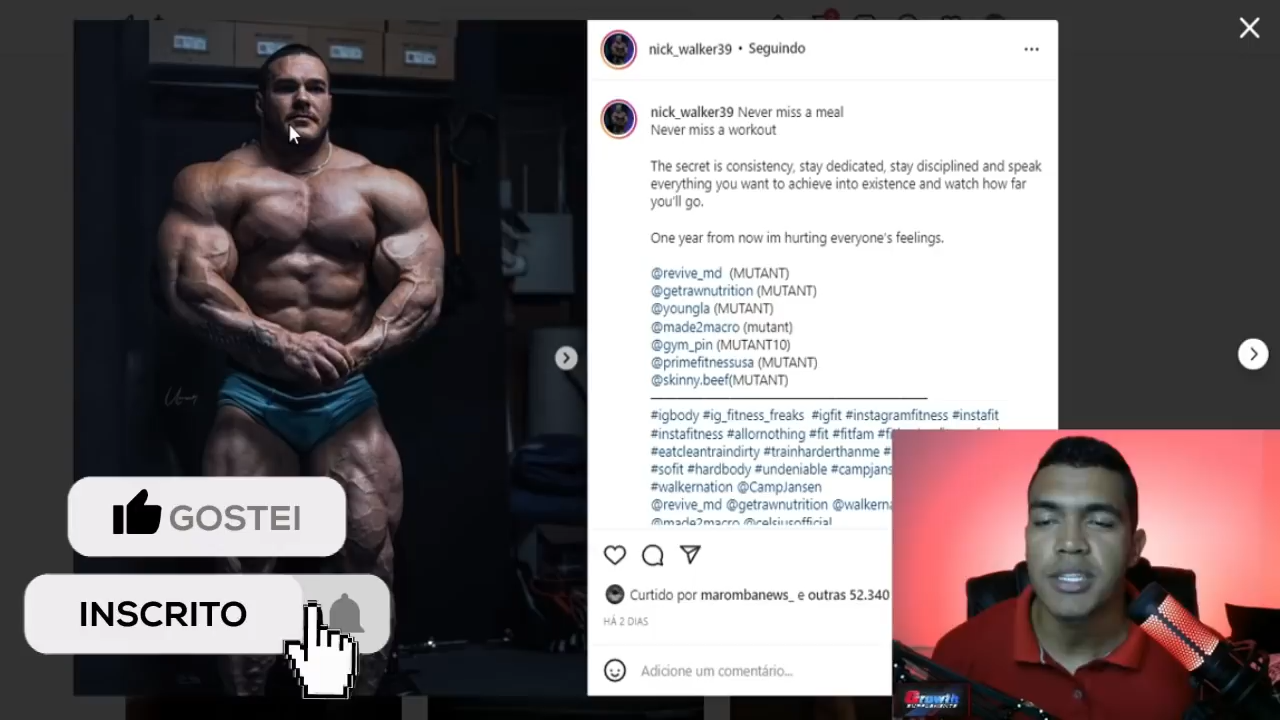 nick_walker39 • Seguindo
nick_walker39 Never miss a meal
Never miss a workout
The secret is consistency, stay dedicated, stay disciplined and speak
everything you want to achieve into existence and watch how far
you'll go.
One year from now im hurting everyone's feelings.
@revive_md (MUTANT)
@getrawnutrition (MUTANT)
@youngla (MUTANT)
@made2macro (mutant)
@gym_pin (MUTANT10)
@primefitnessusa (MUTANT)
@skinny.beef(MUTANT)
#igbody #ig_fitness_freaks #igfit #instagramfitness #instafit
#instafitness #allornothing #fit #fitfam
#eatcleantraindirty #trainharderthanme
#sofit #hardbody #undeniable
#walkernation @CampJansen
@revive_md @getrawnutrition
@made2macro @celsiusofficial
Curtido por marombanews_ e outras 52.340
HÁ 2 DIAS
Adicione um comentário...
GOSTEI
INSCRITO
Growth
SUPPLEMENTS